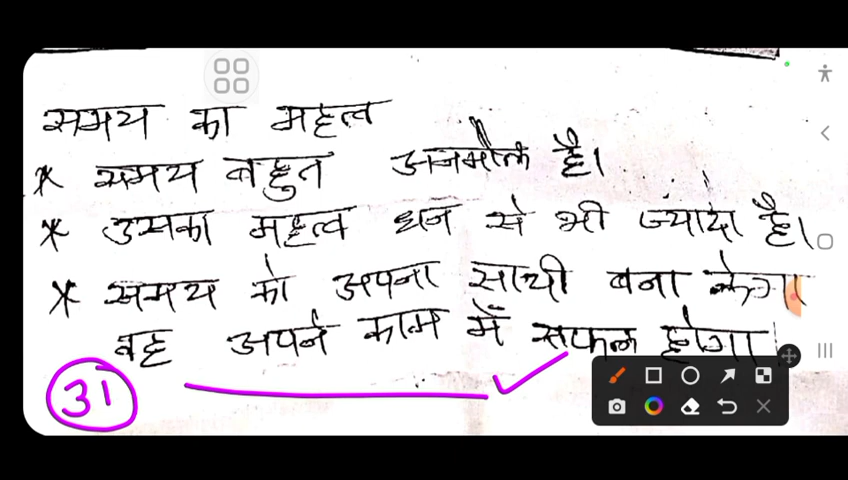 समय का महत्व
* समय बहुत अनमोल है।
* उसका महत्व धन से भी ज्यादा है।
* समय को अपना साथी बना लेगा
वह अपने काम में सफल होगा।
31